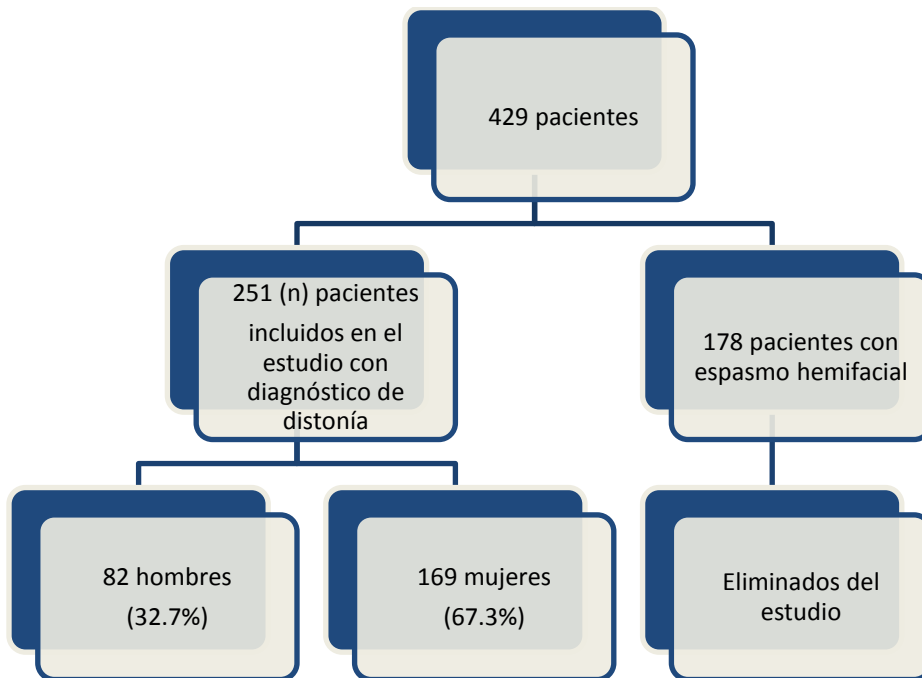 429 pacientes
251 (n) pacientes
incluidos en el
estudio con
diagnóstico de
distonía
178 pacientes con
espasmo hemifacial
82 hombres
(32.7%)
169 mujeres
(67.3%)
Eliminados del
estudio